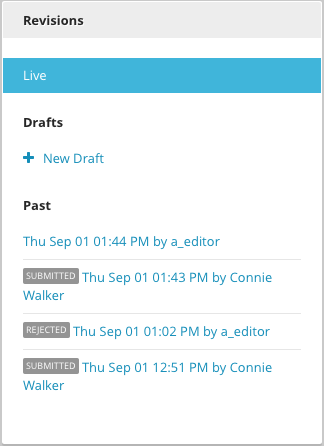 Revisions
Live
Drafts
+ New Draft
Past
Thu Sep 01 01:44 PM by a_editor
SUBMITTED Thu Sep 01 01:43 PM by Connie
Walker
REJECTED Thu Sep 01 01:02 PM by a_editor
SUBMITTED Thu Sep 01 12:51 PM by Connie
Walker